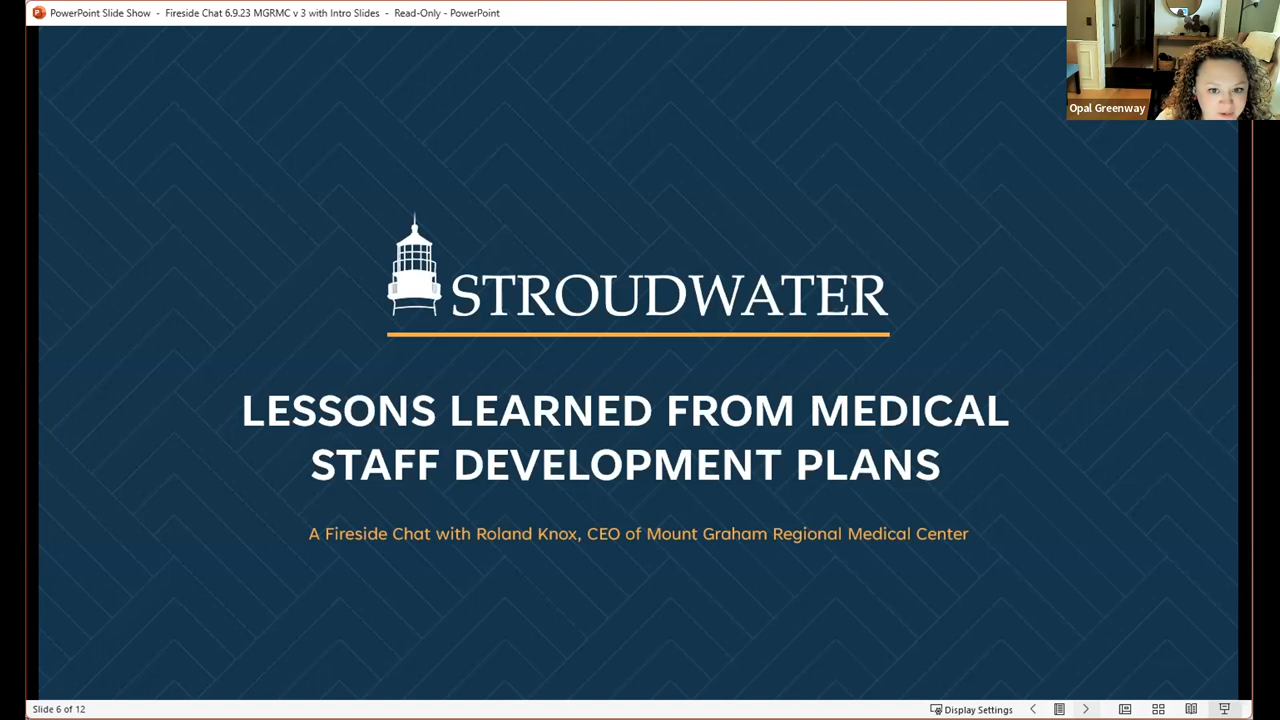 PowerPoint Slide Show - Fireside Chat 6.9.23 MGRMC v 3 with Intro Slides - Read-Only - PowerPoint
Opal Greenway
STROUDWATER
LESSONS LEARNED FROM MEDICAL
STAFF DEVELOPMENT PLANS
A Fireside Chat with Roland Knox, CEO of Mount Graham Regional Medical Center
Slide 6 of 12
Display Settings